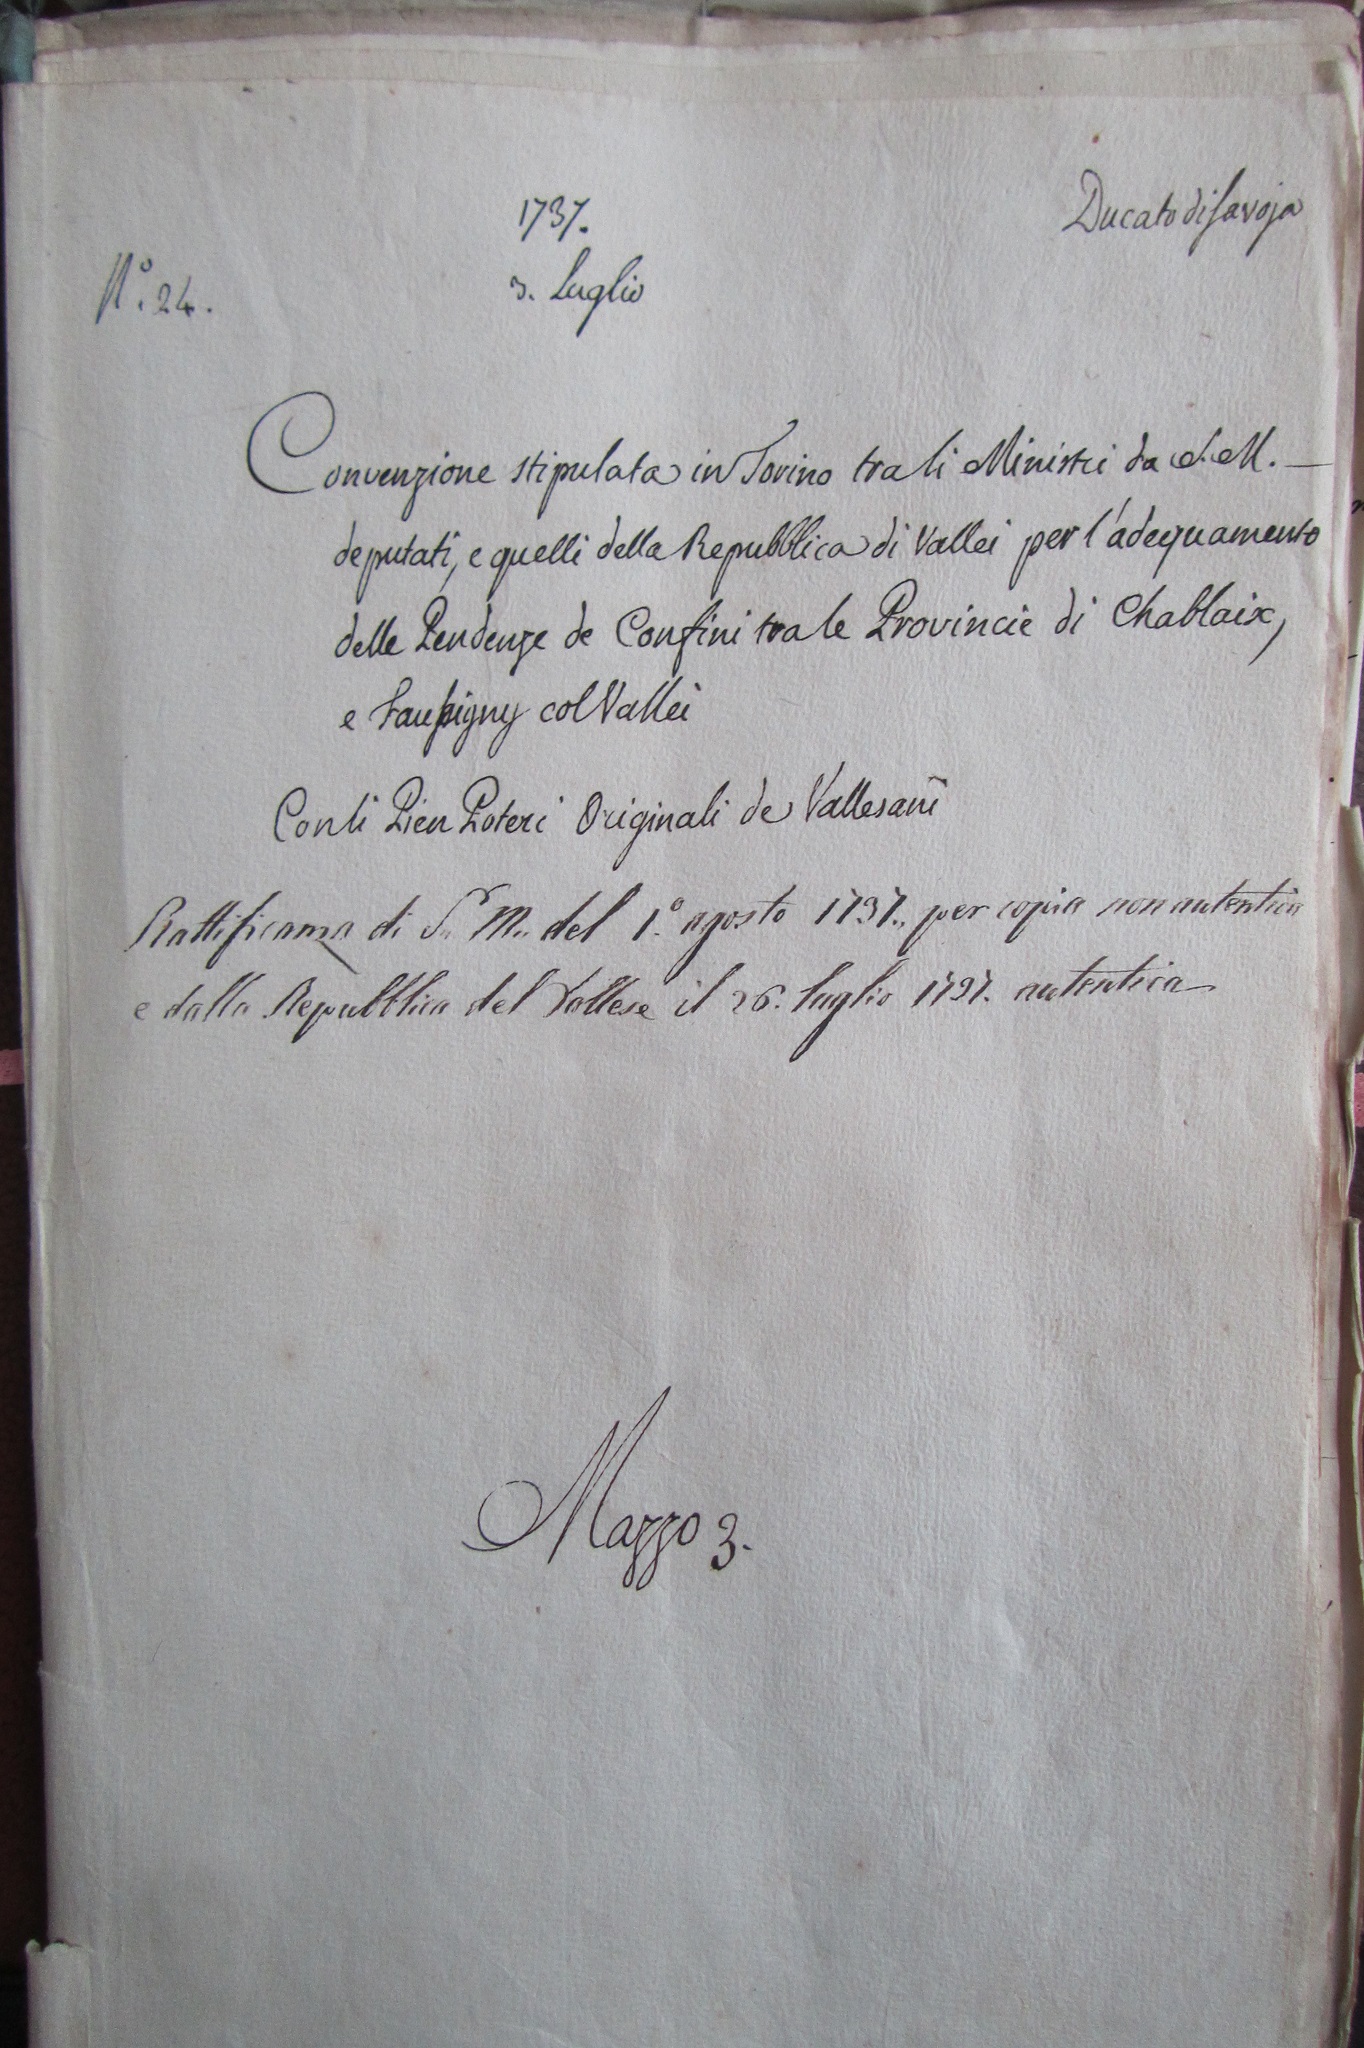 Ducato di Savoja
1737.
N.º 24.
3. Luglio
Convenzione stipulata in Torino tra li Ministri da S. M. —
deputati, e quelli della Repubblica di Vallei per l'adequamento
delle Pendenze de Confini tra le Provincie di Chablaix,
e Faussigny col Vallei
Con li Pien Poteri Originali de Vallesani
di S. M. del 1.º agosto 1737., per copia non autentica
e dalla Repubblica del Vallese il 26. luglio 1737. autentica
Mazzo 3.